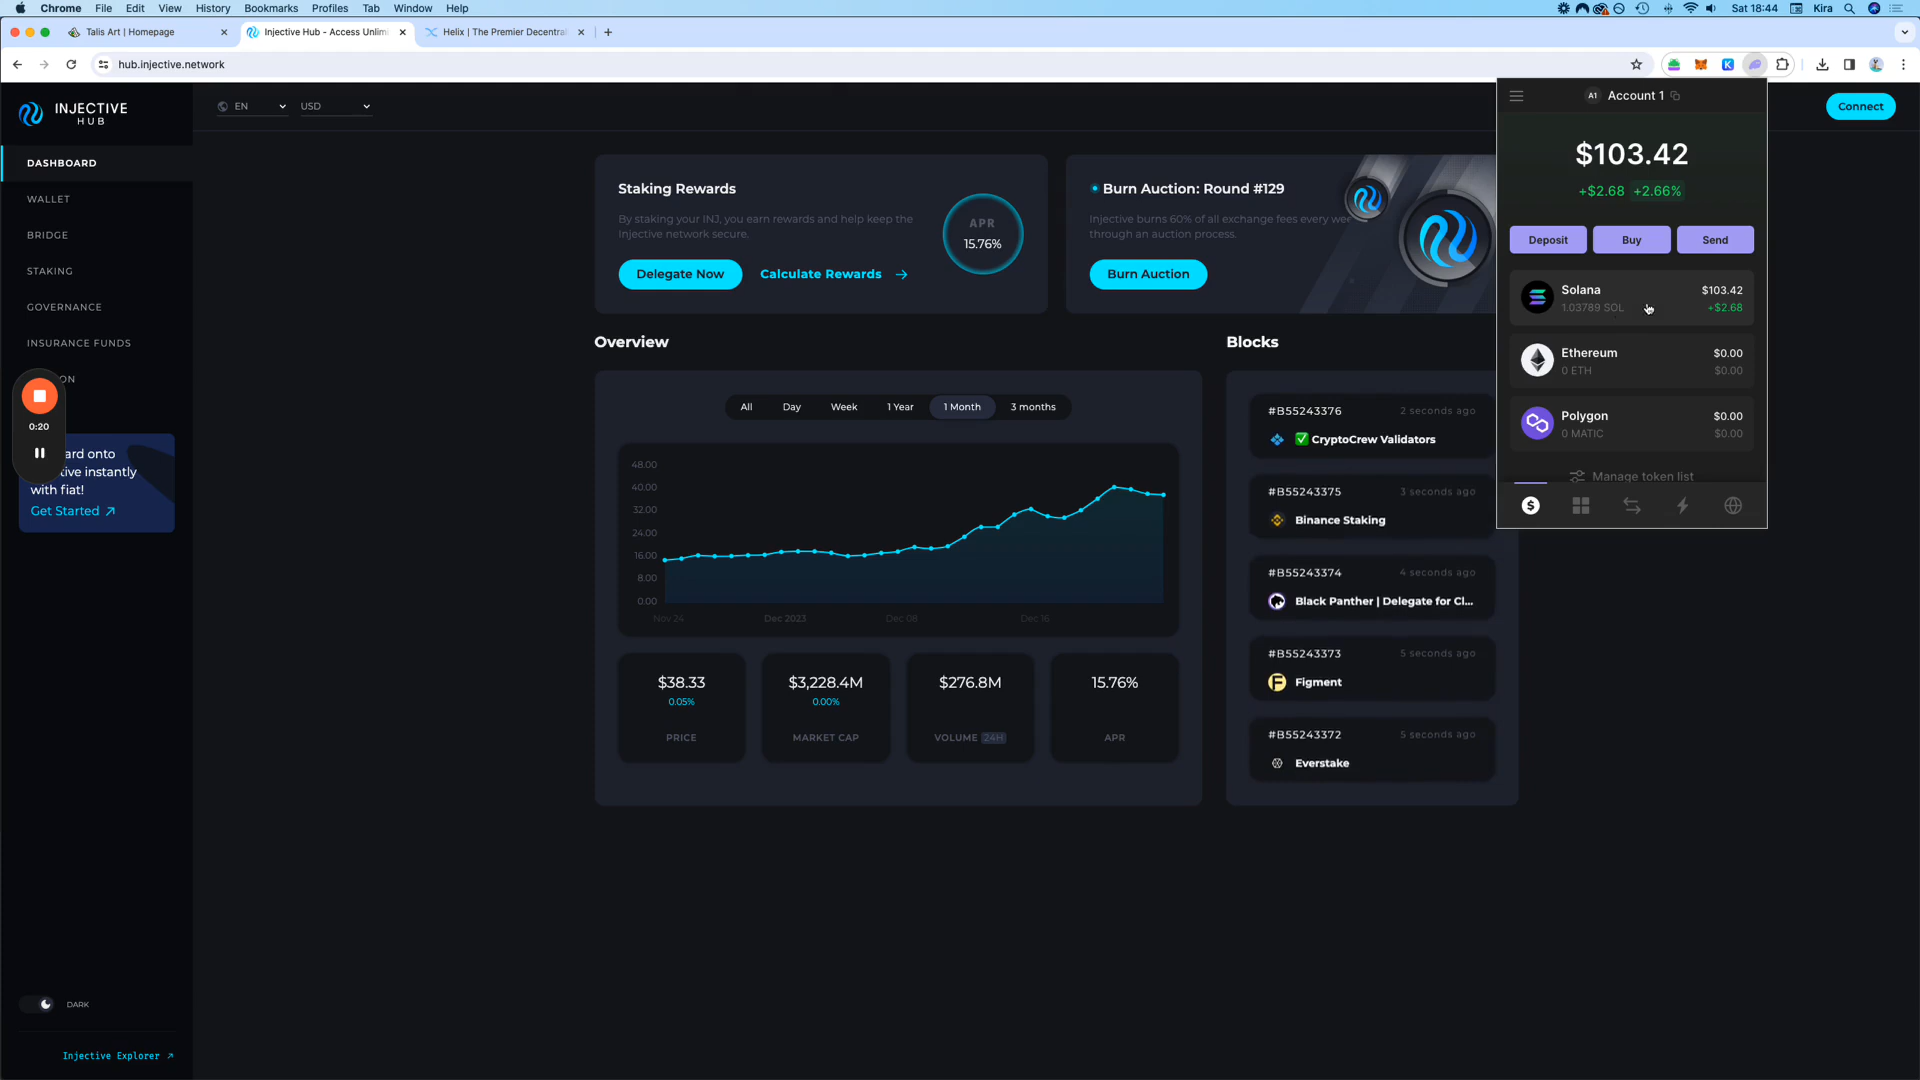 Chrome File Edit View History Bookmarks Profiles Tab Window Help
Sat 18:44 Kira
Talis Art | Homepage
Injective Hub - Access Unlimi
Helix | The Premier Decentral
hub.injective.network
INJECTIVE
HUB
EN
USD
Connect
DASHBOARD
WALLET
BRIDGE
STAKING
GOVERNANCE
INSURANCE FUNDS
ON
0:20
ard onto
tive instantly
with fiat!
Get Started
DARK
Injective Explorer
Staking Rewards
By staking your INJ, you earn rewards and help keep the
Injective network secure.
APR
15.76%
Delegate Now
Calculate Rewards
Burn Auction: Round #129
Injective burns 60% of all exchange fees every wee
through an auction process.
Burn Auction
Overview
All Day Week 1 Year 1 Month 3 months
48.00
40.00
32.00
24.00
16.00
8.00
0.00
Nov 24 Dec 2023 Dec 08 Dec 16
$38.33
0.05%
PRICE
$3,228.4M
0.00%
MARKET CAP
$276.8M
VOLUME 24H
15.76%
APR
Blocks
#B55243376 2 seconds ago
CryptoCrew Validators
#B55243375 3 seconds ago
Binance Staking
#B55243374 4 seconds ago
Black Panther | Delegate for Cl...
#B55243373 5 seconds ago
Figment
#B55243372 5 seconds ago
Everstake
A1 Account 1
$103.42
+$2.68 +2.66%
Deposit Buy Send
Solana $103.42
1.03789 SOL +$2.68
Ethereum $0.00
0 ETH $0.00
Polygon $0.00
0 MATIC $0.00
Manage token list